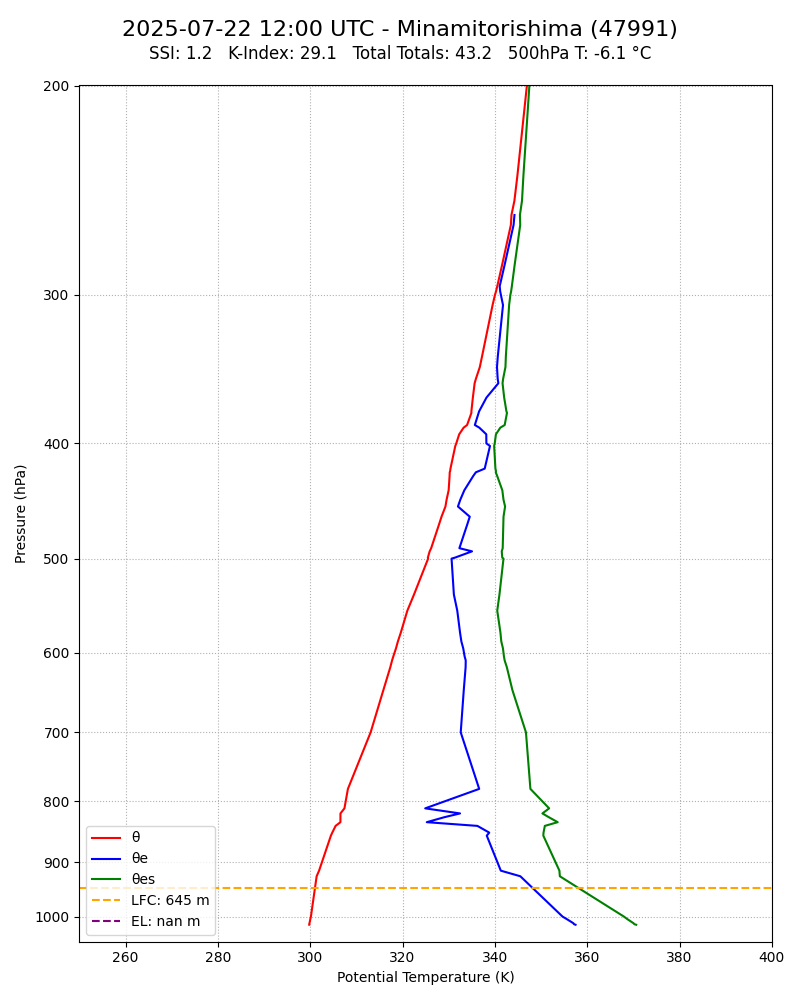 2025-07-22 12:00 UTC - Minamitorishima (47991)
SSI: 1.2 K-Index: 29.1 Total Totals: 43.2 500hPa T: -6.1 °C
200
300
400
500
600
700
800
900
1000
Pressure (hPa)
θ
θe
θes
LFC: 645 m
EL: nan m
260 280 300 320 340 360 380 400
Potential Temperature (K)